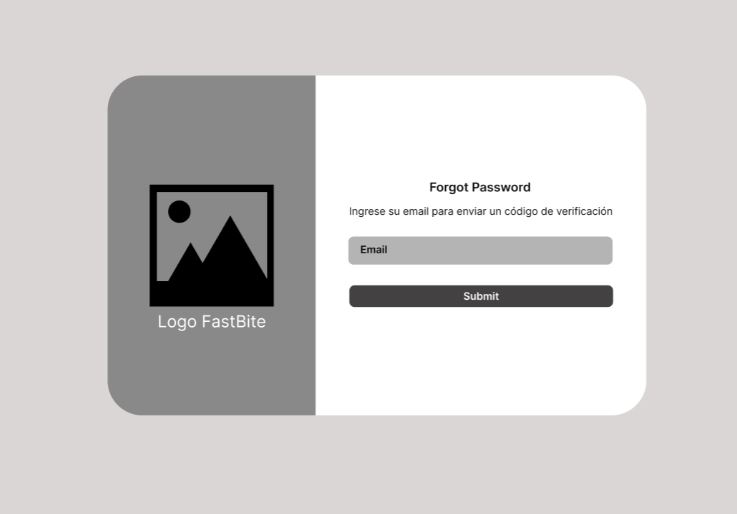 Logo FastBite
Forgot Password
Ingrese su email para enviar un código de verificación
Email
Submit